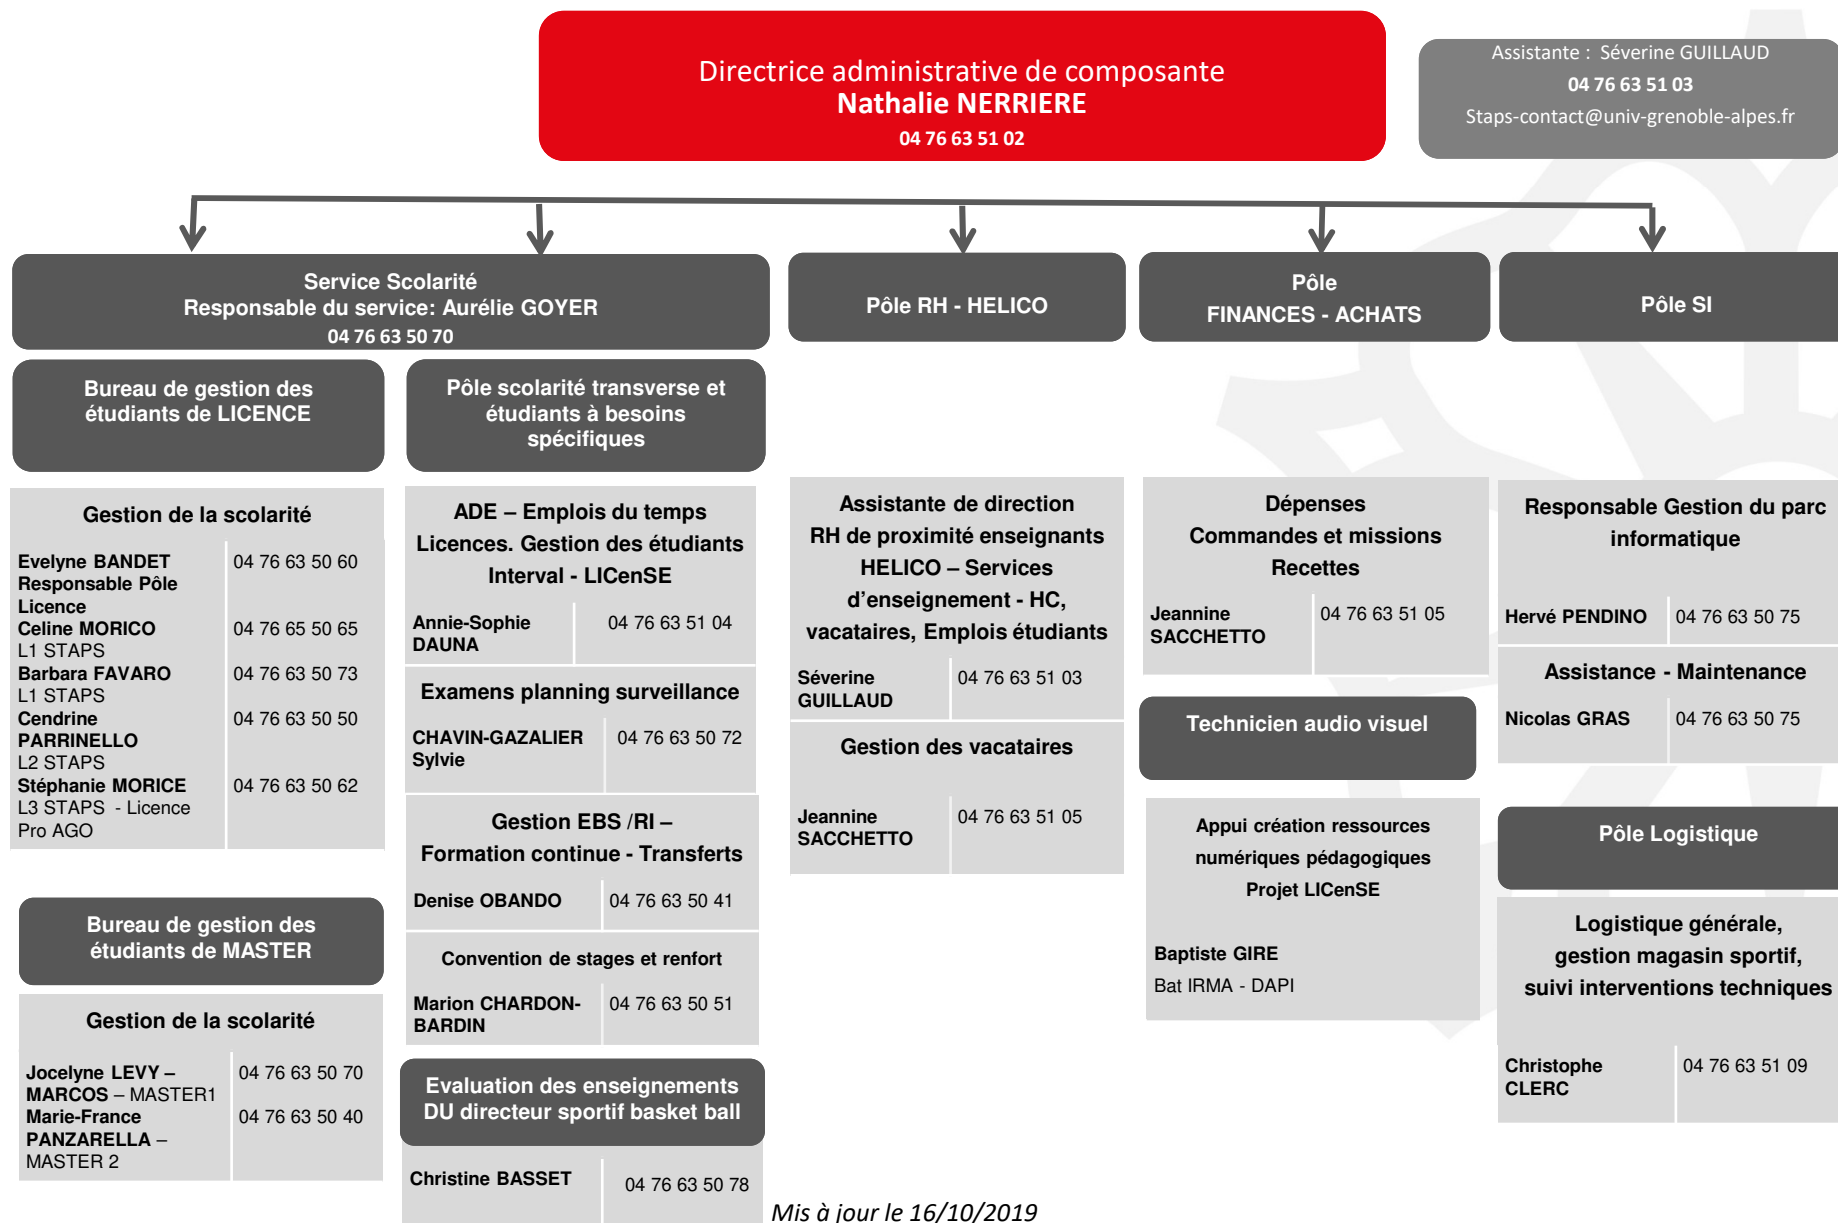 Directrice administrative de composante
Nathalie NERRIERE
04 76 63 51 02
Assistante :  Séverine GUILLAUD
04 76 63 51 03
Staps-contact@univ-grenoble-alpes.fr
Service Scolarité
Responsable du service: Aurélie GOYER
04 76 63 50 70
Pôle RH - HELICO
Pôle
FINANCES - ACHATS
Pôle SI
Bureau de gestion des
étudiants de LICENCE
Gestion de la scolarité
Evelyne BANDET 04 76 63 50 60
Responsable Pôle
Licence
Celine MORICO 04 76 65 50 65
L1 STAPS
Barbara FAVARO 04 76 63 50 73
L1 STAPS
Cendrine 04 76 63 50 50
PARRINELLO
L2 STAPS
Stéphanie MORICE 04 76 63 50 62
L3 STAPS  - Licence
Pro AGO
Bureau de gestion des
étudiants de MASTER
Gestion de la scolarité
Jocelyne LEVY – 04 76 63 50 70
MARCOS – MASTER1
Marie-France 04 76 63 50 40
PANZARELLA –
MASTER 2
Pôle scolarité transverse et
étudiants à besoins
spécifiques
ADE – Emplois du temps
Licences. Gestion des étudiants
Interval - LICenSE
Annie-Sophie 04 76 63 51 04
DAUNA
Examens planning surveillance
CHAVIN-GAZALIER 04 76 63 50 72
Sylvie
Gestion EBS /RI –
Formation continue - Transferts
Denise OBANDO 04 76 63 50 41
Convention de stages et renfort
Marion CHARDON- 04 76 63 50 51
BARDIN
Evaluation des enseignements
DU directeur sportif basket ball
Christine BASSET 04 76 63 50 78
Assistante de direction
RH de proximité enseignants
HELICO – Services
d’enseignement - HC,
vacataires, Emplois étudiants
Séverine 04 76 63 51 03
GUILLAUD
Gestion des vacataires
Jeannine 04 76 63 51 05
SACCHETTO
Dépenses
Commandes et missions
Recettes
Jeannine 04 76 63 51 05
SACCHETTO
Technicien audio visuel
Appui création ressources
numériques pédagogiques
Projet LICenSE
Baptiste GIRE
Bat IRMA - DAPI
Responsable Gestion du parc
informatique
Hervé PENDINO 04 76 63 50 75
Assistance - Maintenance
Nicolas GRAS 04 76 63 50 75
Pôle Logistique
Logistique générale,
gestion magasin sportif,
suivi interventions techniques
Christophe 04 76 63 51 09
CLERC
Mis à jour le 16/10/2019